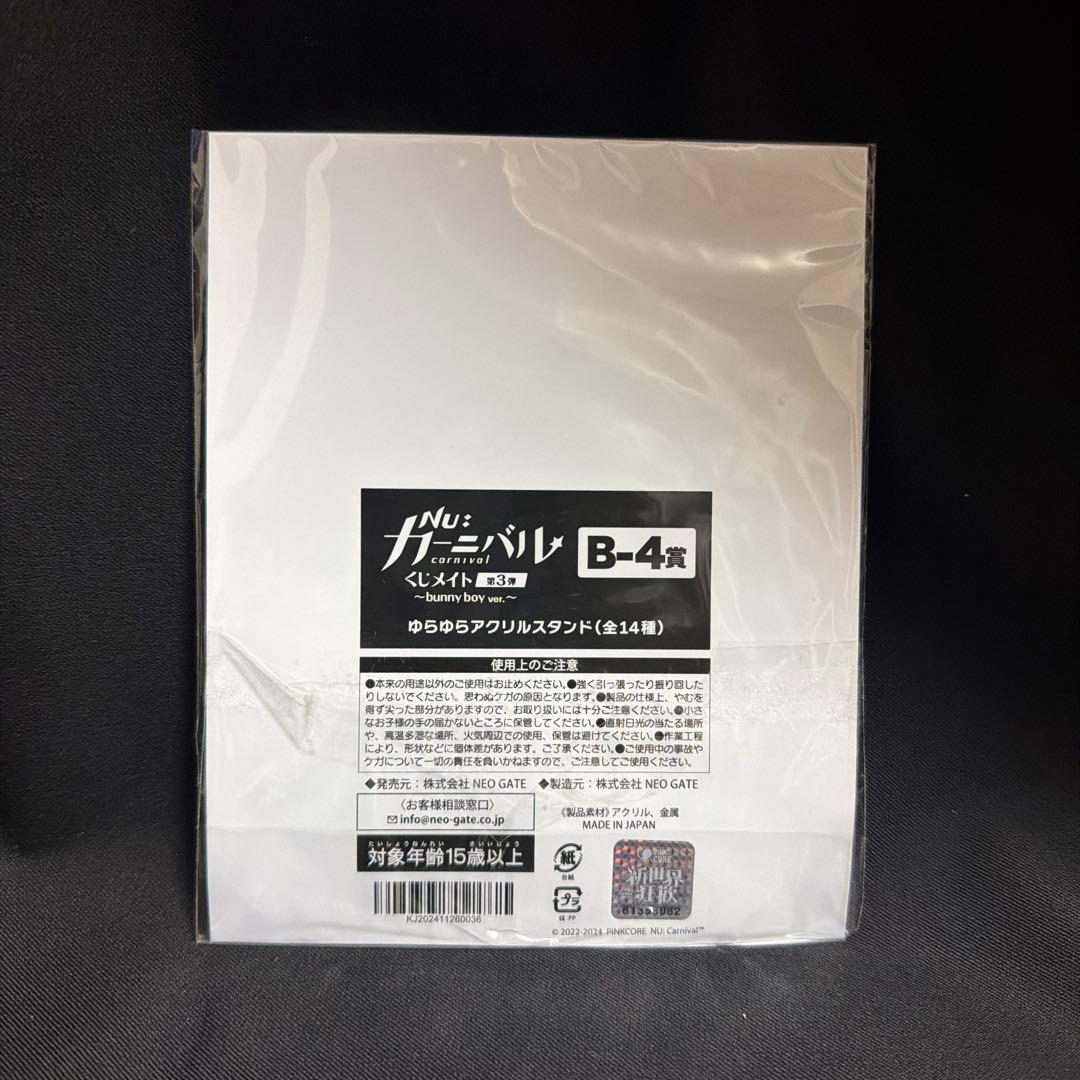 NU:
カーニバル
carnival
くじメイト 第3弾
～bunny boy ver.～
B-4賞
ゆらゆらアクリルスタンド(全14種)
使用上のご注意
●本来の用途以外のご使用はお止めください。●強く引っ張ったり振り回した
りしないでください。思わぬケガの原因となります。●製品の仕様上、やむを
得ず尖った部分がありますので、お取り扱いには十分ご注意ください。●小さ
なお子様の手の届かないところに保管してください。●直射日光の当たる場所
や、高温多湿な場所、火気周辺での使用、保管は避けてください。●作業工程
により、形状などに個体差があります。ご了承ください。●ご使用中の事故や
ケガについて一切の責任を負いかねますので、ご注意してご使用ください。
◆発売元：株式会社 NEO GATE ◆製造元：株式会社 NEO GATE
〈お客様相談窓口〉
info@neo-gate.co.jp
《製品素材》アクリル、金属
MADE IN JAPAN
たいしょうねんれい さいいじょう
対象年齢15歳以上
KJ202411260036
紙
台紙
プラ
袋:PP
PINK
CORE
新世界
狂歡
61353982
© 2022-2024 PINKCORE NU: Carnival™